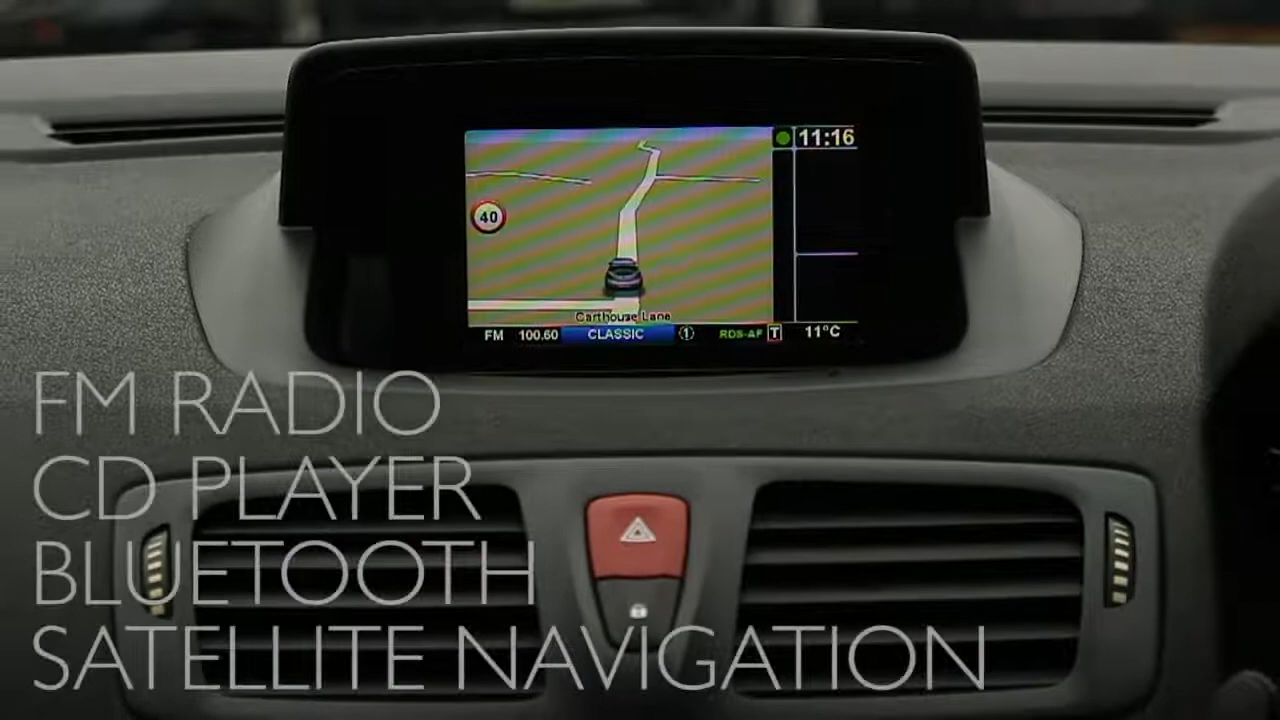 11:16
40
Carthouse Lane
FM 100.60 CLASSIC 1 RDS-AF T 11°C
FM RADIO
CD PLAYER
BLUETOOTH
SATELLITE NAVIGATION